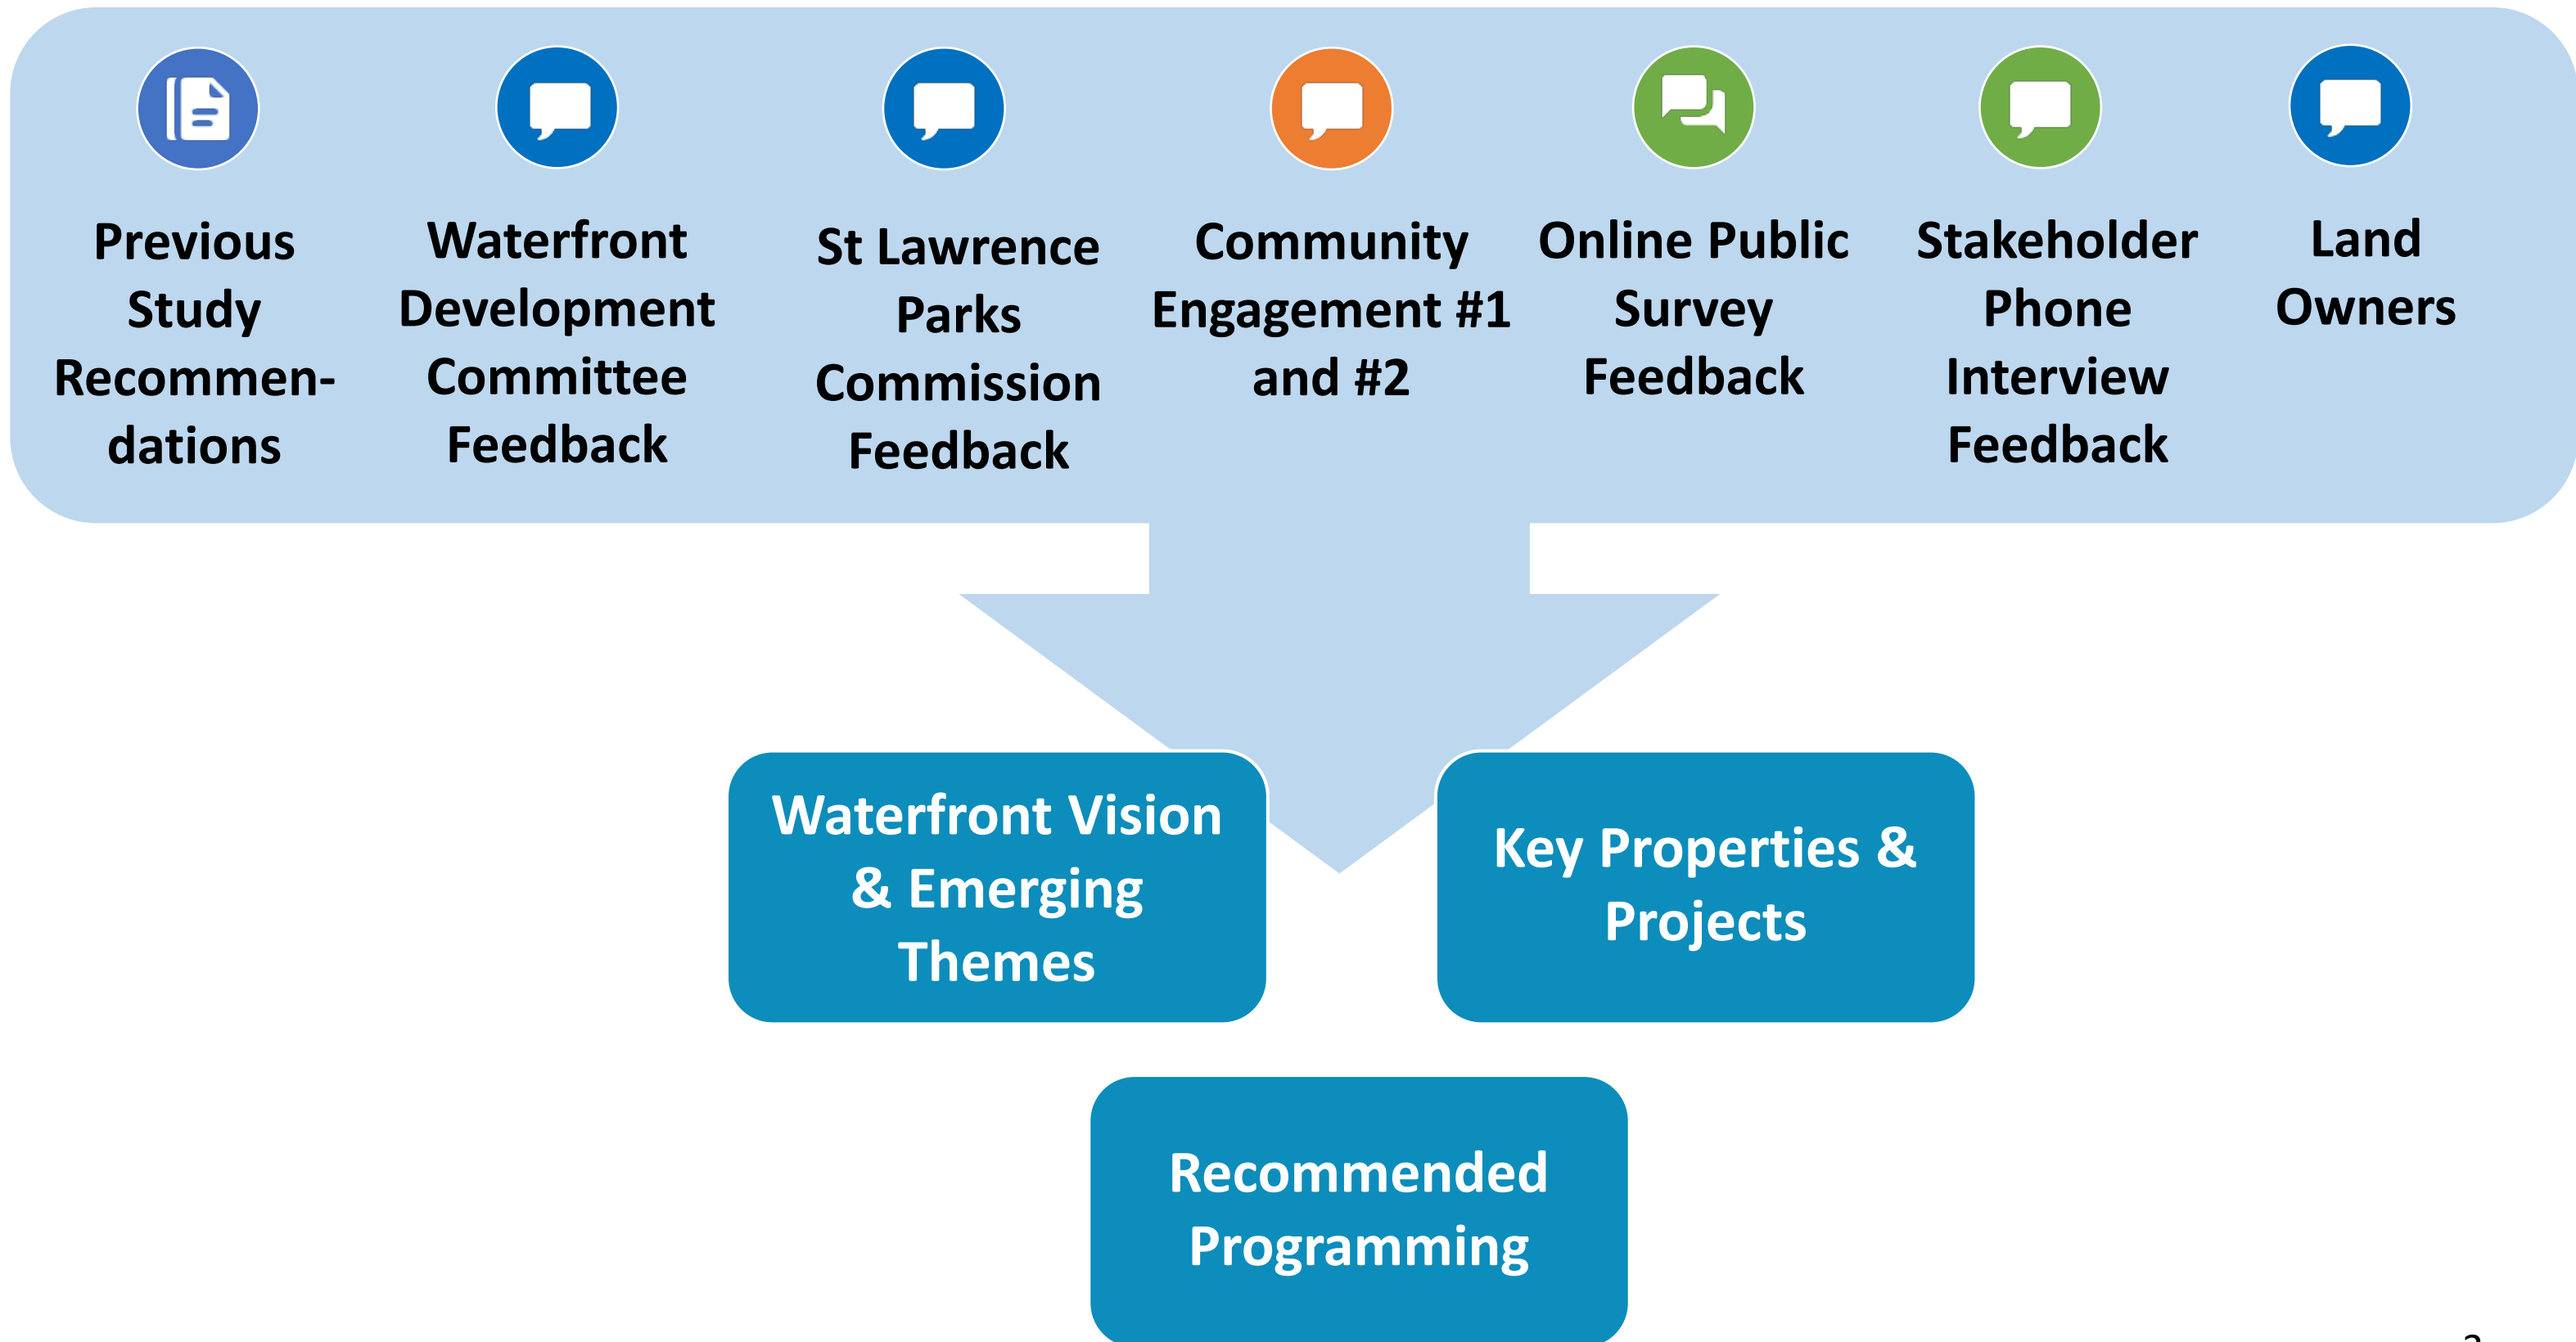 Previous
Study
Recommen-
dations
Waterfront
Development
Committee
Feedback
St Lawrence
Parks
Commission
Feedback
Community
Engagement #1
and #2
Online Public
Survey
Feedback
Stakeholder
Phone
Interview
Feedback
Land
Owners
Waterfront Vision
& Emerging
Themes
Key Properties &
Projects
Recommended
Programming